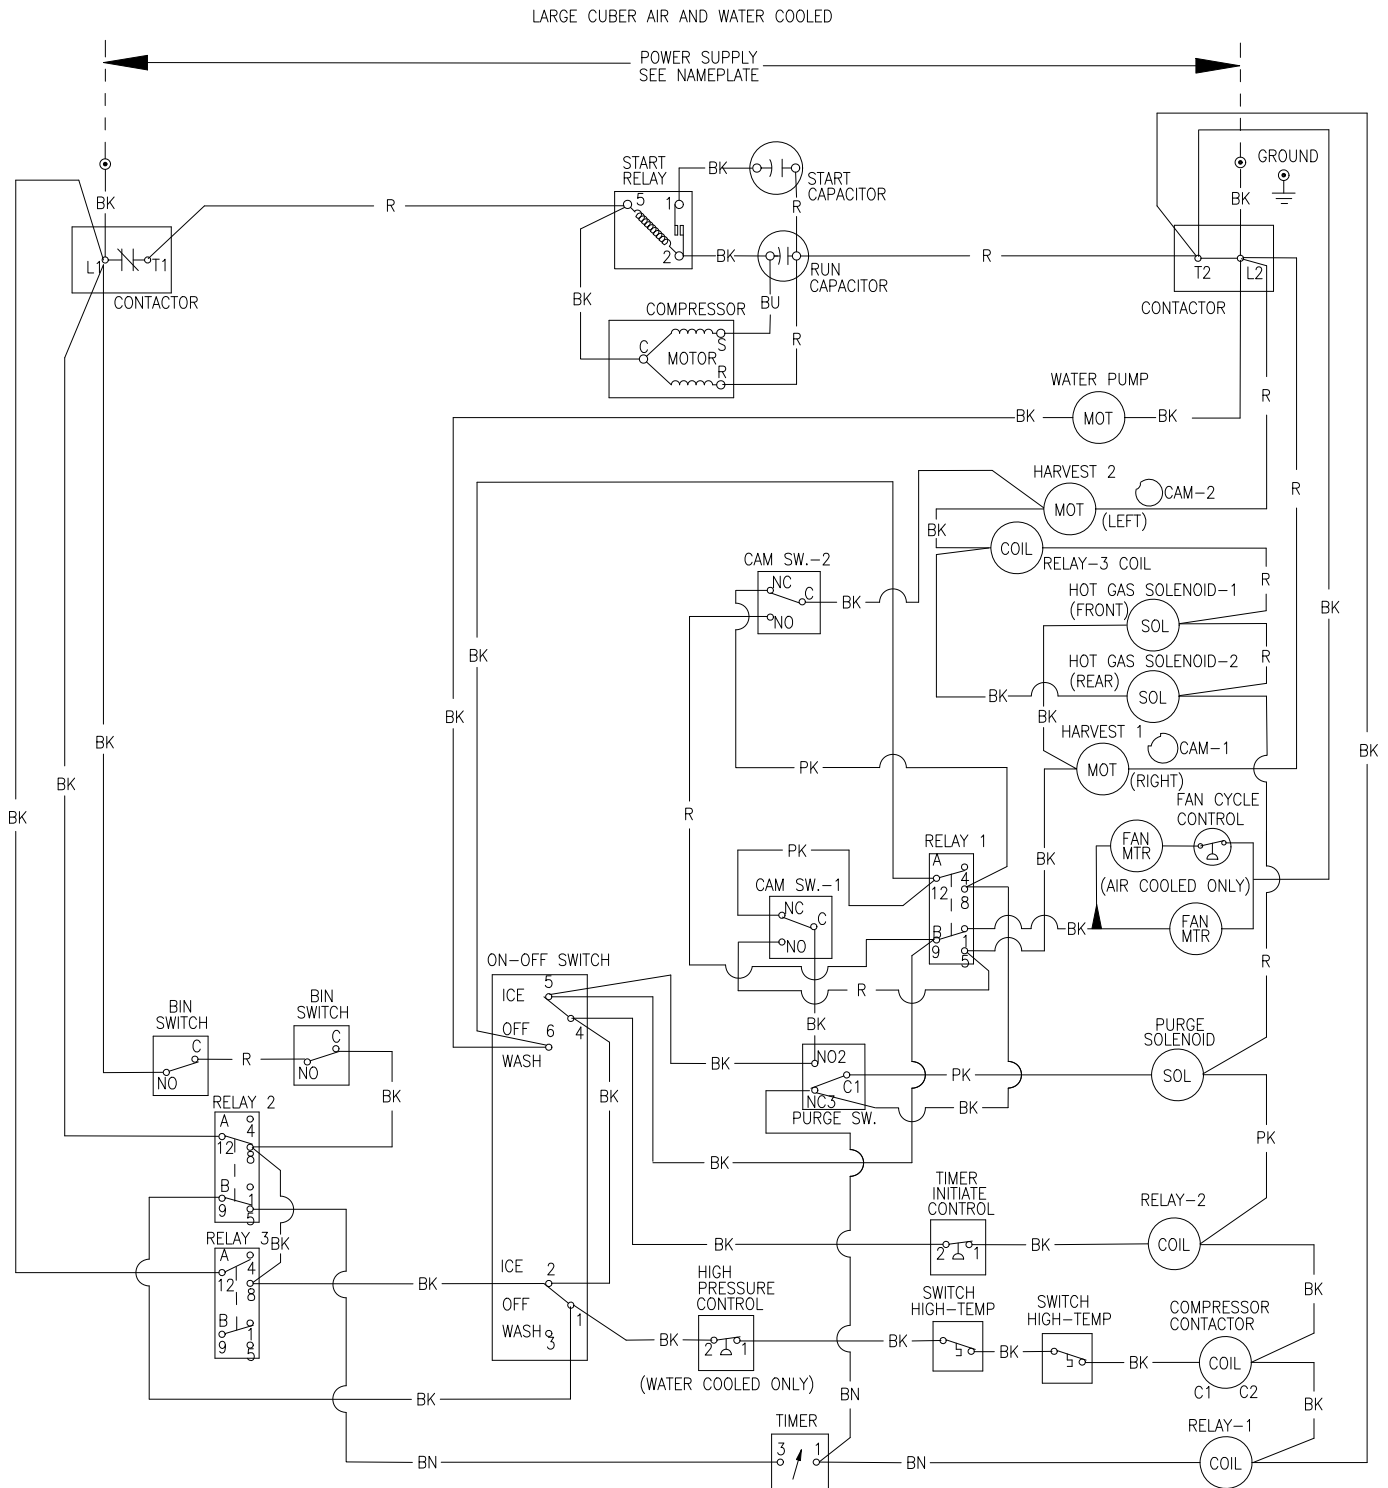 LARGE CUBER AIR AND WATER COOLED
POWER SUPPLY
SEE NAMEPLATE
GROUND
START
RELAY
BK
START
CAPACITOR
5
1
BK
R
R
BK
L1
T1
CONTACTOR
2
BK
RUN
CAPACITOR
R
T2
L2
CONTACTOR
BK
BU
COMPRESSOR
C
MOTOR
S
R
R
WATER PUMP
BK
MOT
BK
R
HARVEST 2
MOT
(LEFT)
CAM-2
R
BK
COIL
RELAY-3 COIL
CAM SW.-2
NC
C
NO
BK
R
HOT GAS SOLENOID-1
(FRONT)
SOL
BK
BK
R
HOT GAS SOLENOID-2
(REAR)
BK
SOL
BK
BK
HARVEST 1
MOT
(RIGHT)
CAM-1
BK
BK
BK
PK
BK
R
FAN CYCLE
CONTROL
FAN
MTR
(AIR COOLED ONLY)
FAN
MTR
RELAY 1
A
4
12
8
B
1
9
5
BK
BK
PK
CAM SW.-1
NC
C
NO
R
R
BK
ON-OFF SWITCH
5
ICE
OFF
6
4
WASH
BIN
SWITCH
C
NO
R
BIN
SWITCH
C
NO
BK
BK
BK
NO2
C1
NC3
PURGE SW.
PK
BK
PURGE
SOLENOID
SOL
PK
RELAY 2
A
4
12
8
B
1
9
5
BK
BK
TIMER
INITIATE
CONTROL
2
1
BK
BK
RELAY-2
COIL
BK
RELAY 3
A
4
12
8
B
1
9
5
BK
ICE
2
OFF
1
WASH
3
HIGH
PRESSURE
CONTROL
BK
2
1
(WATER COOLED ONLY)
BK
SWITCH
HIGH-TEMP
BK
SWITCH
HIGH-TEMP
BK
COMPRESSOR
CONTACTOR
COIL
C1
C2
BK
BK
BN
TIMER
3
1
BN
BN
RELAY-1
COIL